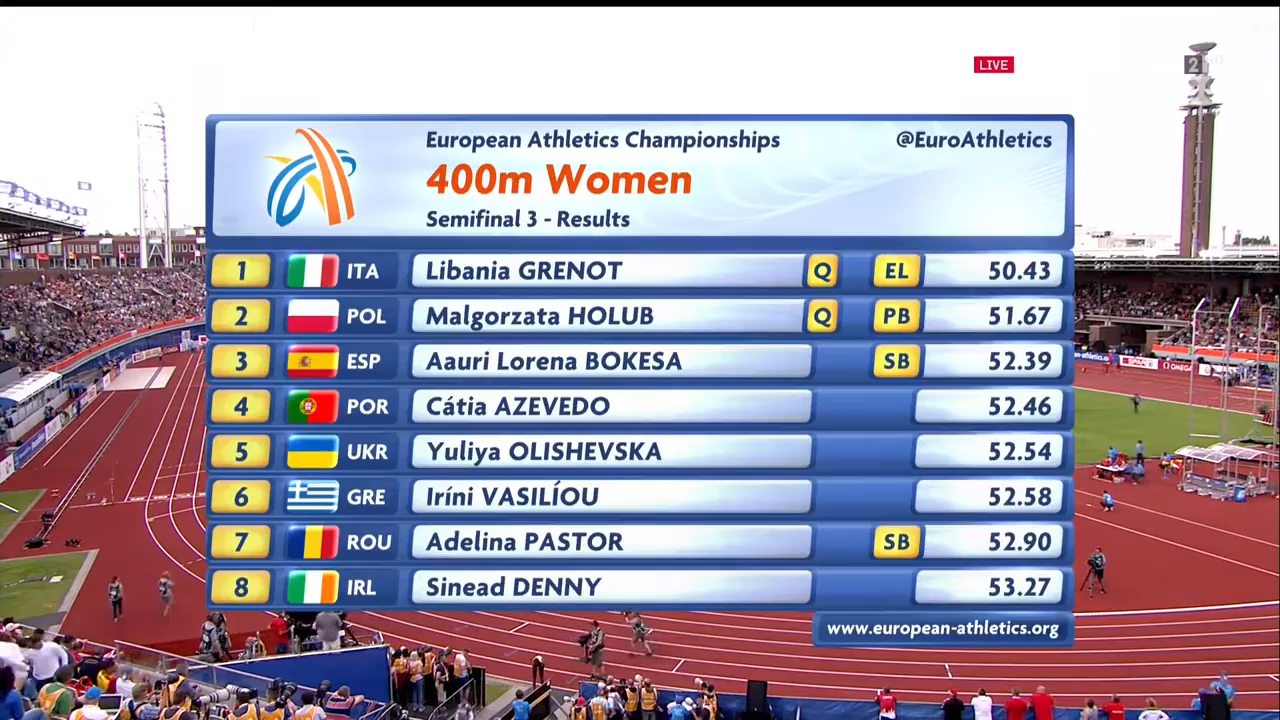 LIVE
2
European Athletics Championships @EuroAthletics
400m Women
Semifinal 3 - Results
1 ITA Libania GRENOT Q EL 50.43
2 POL Malgorzata HOLUB Q PB 51.67
3 ESP Aauri Lorena BOKESA SB 52.39
4 POR Cátia AZEVEDO 52.46
5 UKR Yuliya OLISHEVSKA 52.54
6 GRE Iríni VASILÍOU 52.58
7 ROU Adelina PASTOR SB 52.90
8 IRL Sinead DENNY 53.27
www.european-athletics.org